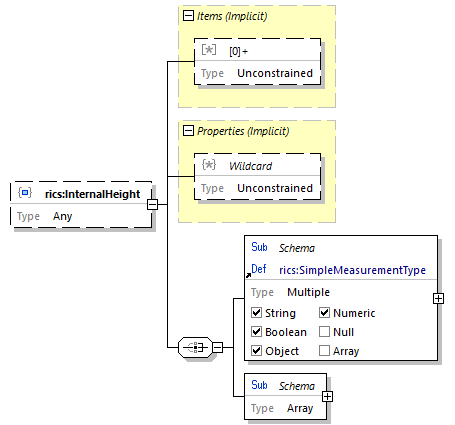 Items (Implicit)
[*] [0]+
Type Unconstrained
Properties (Implicit)
{*} Wildcard
Type Unconstrained
rics:InternalHeight
Type Any
Sub Schema
Def rics:SimpleMeasurementType
Type Multiple
String Numeric
Boolean Null
Object Array
Sub Schema
Type Array